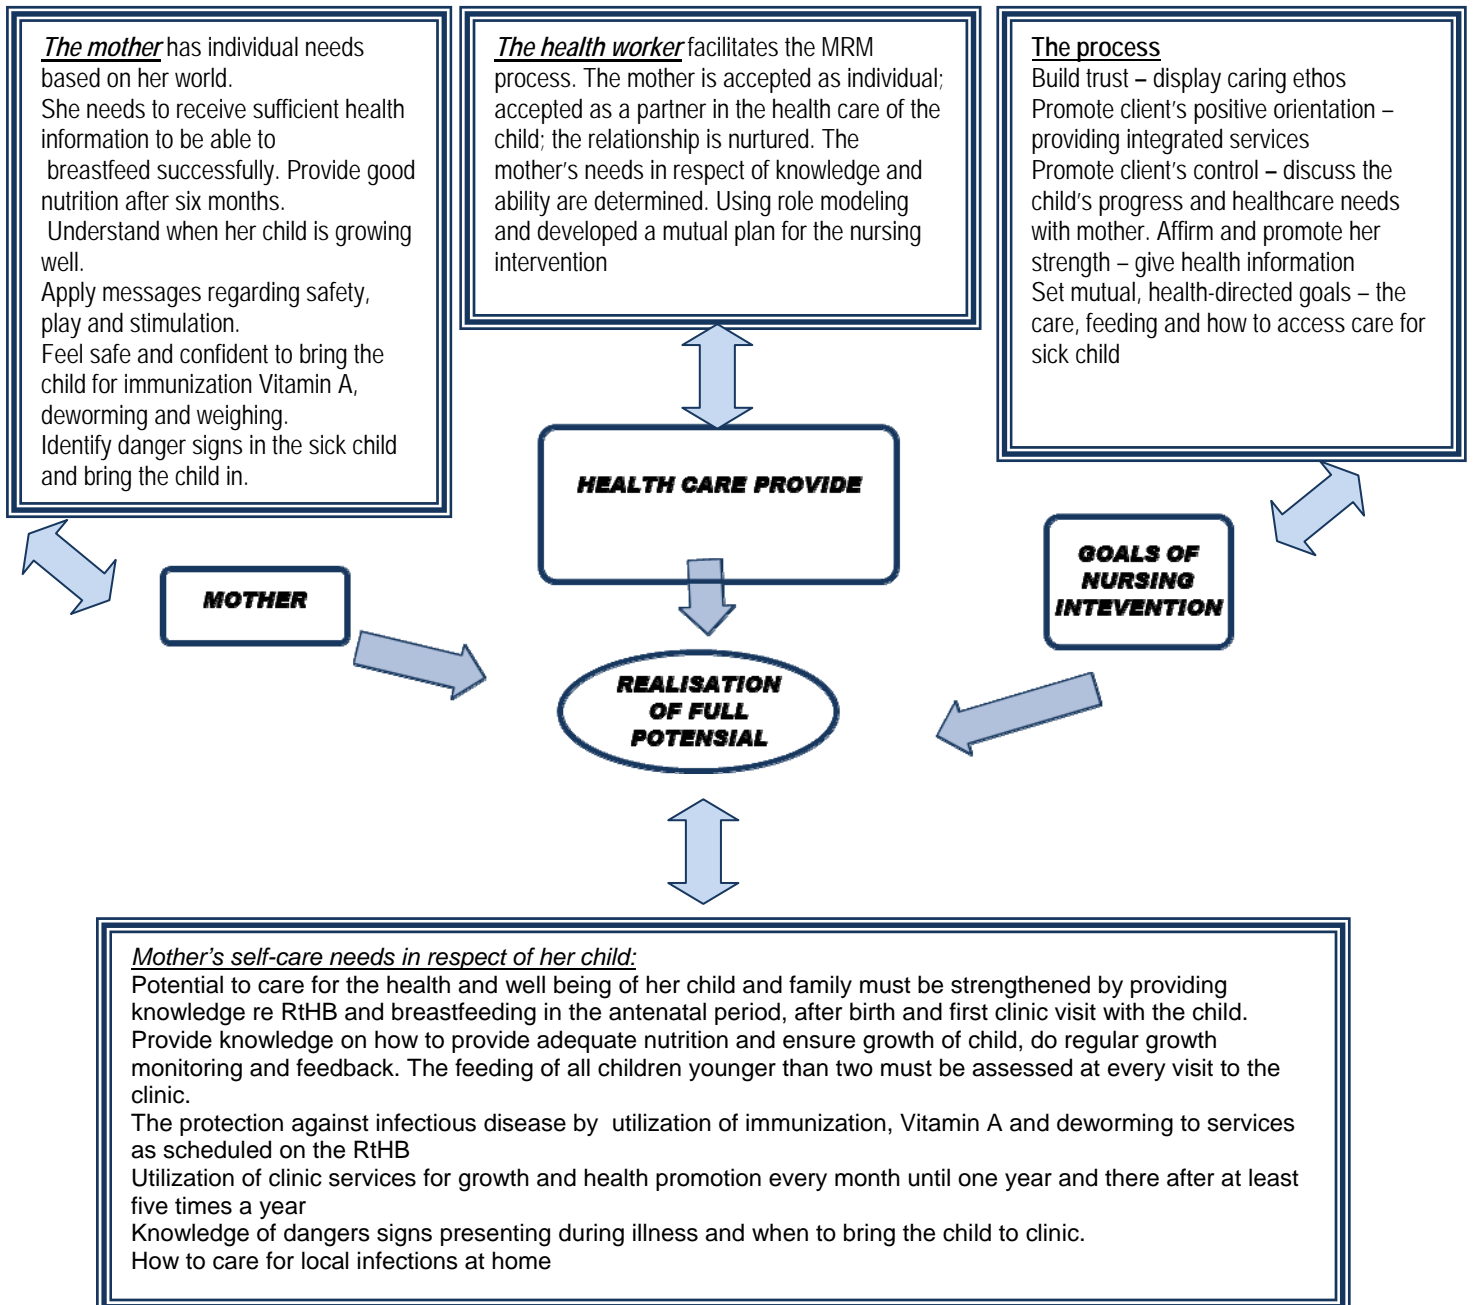 The mother has individual needs
based on her world.
She needs to receive sufficient health
information to be able to
breastfeed successfully. Provide good
nutrition after six months.
Understand when her child is growing
well.
Apply messages regarding safety,
play and stimulation.
Feel safe and confident to bring the
child for immunization Vitamin A,
deworming and weighing.
Identify danger signs in the sick child
and bring the child in.
The health worker facilitates the MRM
process. The mother is accepted as individual;
accepted as a partner in the health care of the
child; the relationship is nurtured. The
mother's needs in respect of knowledge and
ability are determined. Using role modeling
and developed a mutual plan for the nursing
intervention
The process
Build trust – display caring ethos
Promote client's positive orientation –
providing integrated services
Promote client's control – discuss the
child's progress and healthcare needs
with mother. Affirm and promote her
strength – give health information
Set mutual, health-directed goals – the
care, feeding and how to access care for
sick child
HEALTH CARE PROVIDE
MOTHER
GOALS OF
NURSING
INTEVENTION
REALISATION
OF FULL
POTENSIAL
Mother's self-care needs in respect of her child:
Potential to care for the health and well being of her child and family must be strengthened by providing
knowledge re RtHB and breastfeeding in the antenatal period, after birth and first clinic visit with the child.
Provide knowledge on how to provide adequate nutrition and ensure growth of child, do regular growth
monitoring and feedback. The feeding of all children younger than two must be assessed at every visit to the
clinic.
The protection against infectious disease by utilization of immunization, Vitamin A and deworming to services
as scheduled on the RtHB
Utilization of clinic services for growth and health promotion every month until one year and there after at least
five times a year
Knowledge of dangers signs presenting during illness and when to bring the child to clinic.
How to care for local infections at home